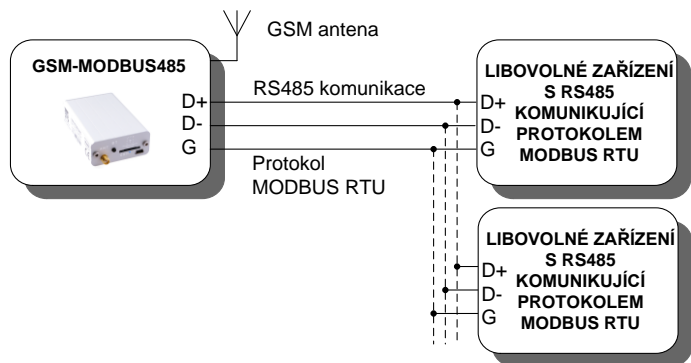 GSM antena
GSM-MODBUS485
D+
D-
G
RS485 komunikace
Protokol
MODBUS RTU
LIBOVOLNÉ ZAŘÍZENÍ
S RS485
KOMUNIKUJÍCÍ
PROTOKOLEM
MODBUS RTU
D+
D-
G
LIBOVOLNÉ ZAŘÍZENÍ
S RS485
KOMUNIKUJÍCÍ
PROTOKOLEM
MODBUS RTU
D+
D-
G